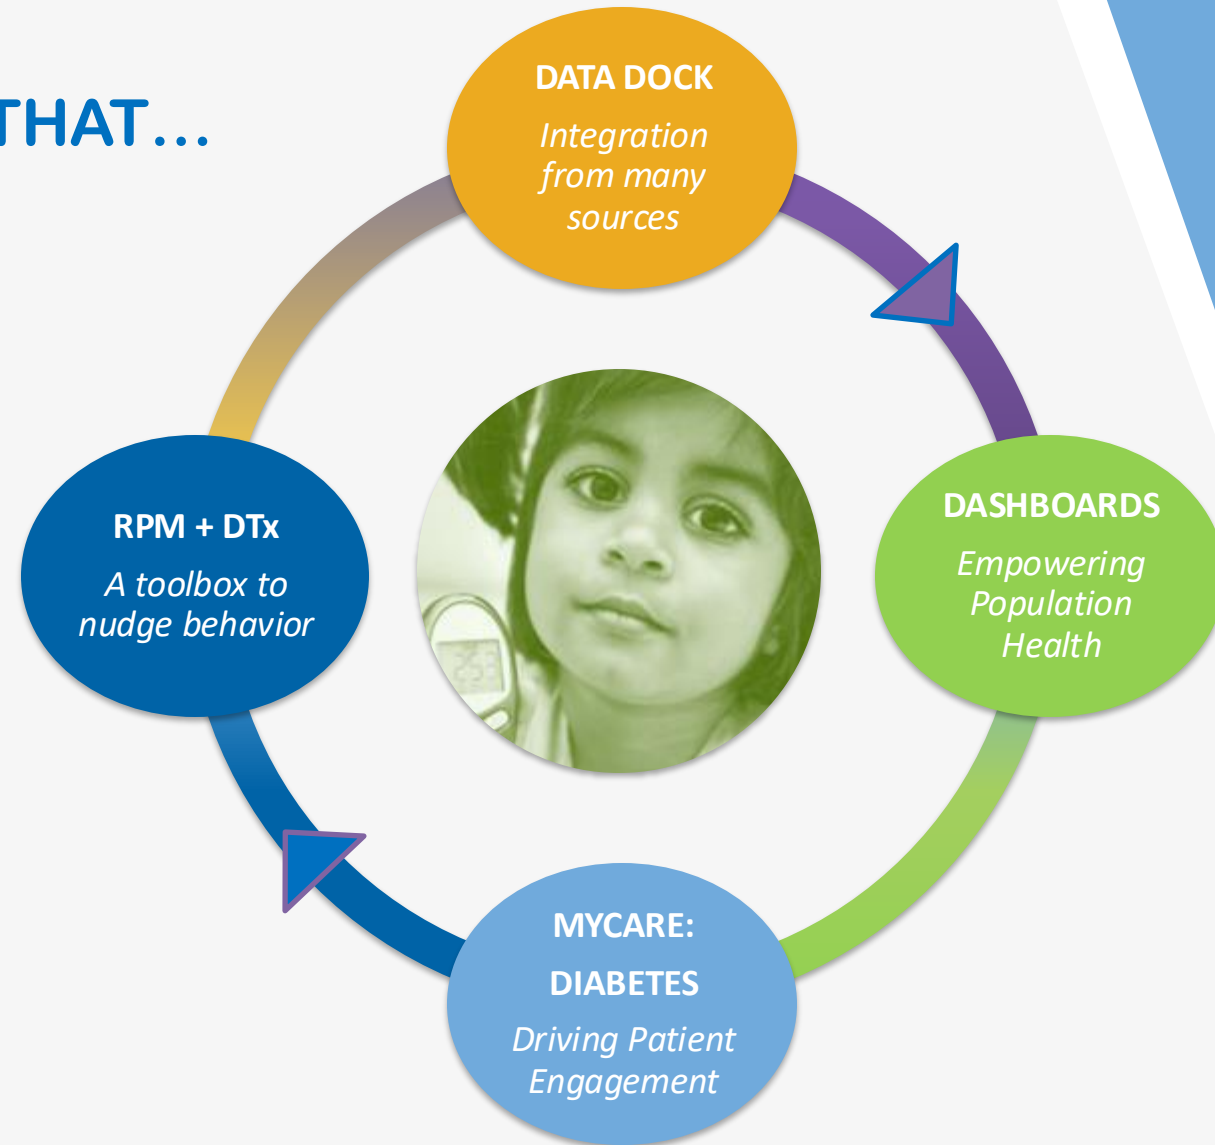 THAT...
DATA DOCK
Integration
from many
sources
RPM + DTx
A toolbox to
nudge behavior
DASHBOARDS
Empowering
Population
Health
253
MYCARE:
DIABETES
Driving Patient
Engagement